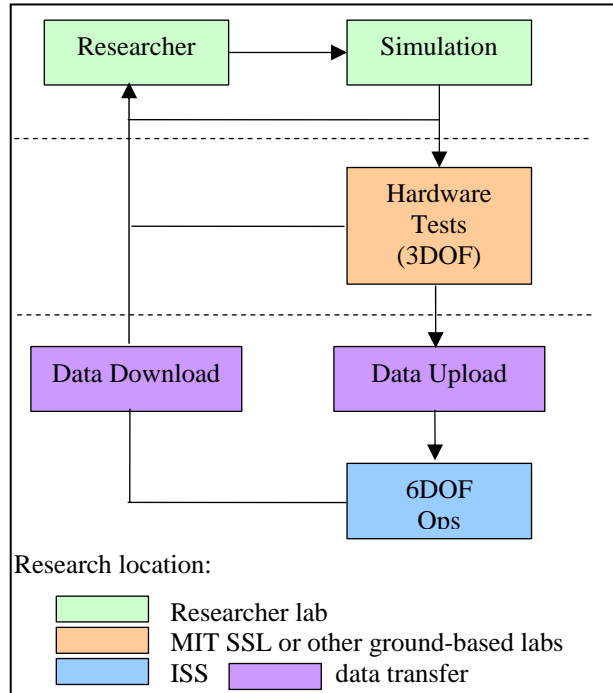 Researcher
Simulation
Hardware
Tests
(3DOF)
Data Download
Data Upload
6DOF
Ops
Research location:
Researcher lab
MIT SSL or other ground-based labs
ISS
data transfer